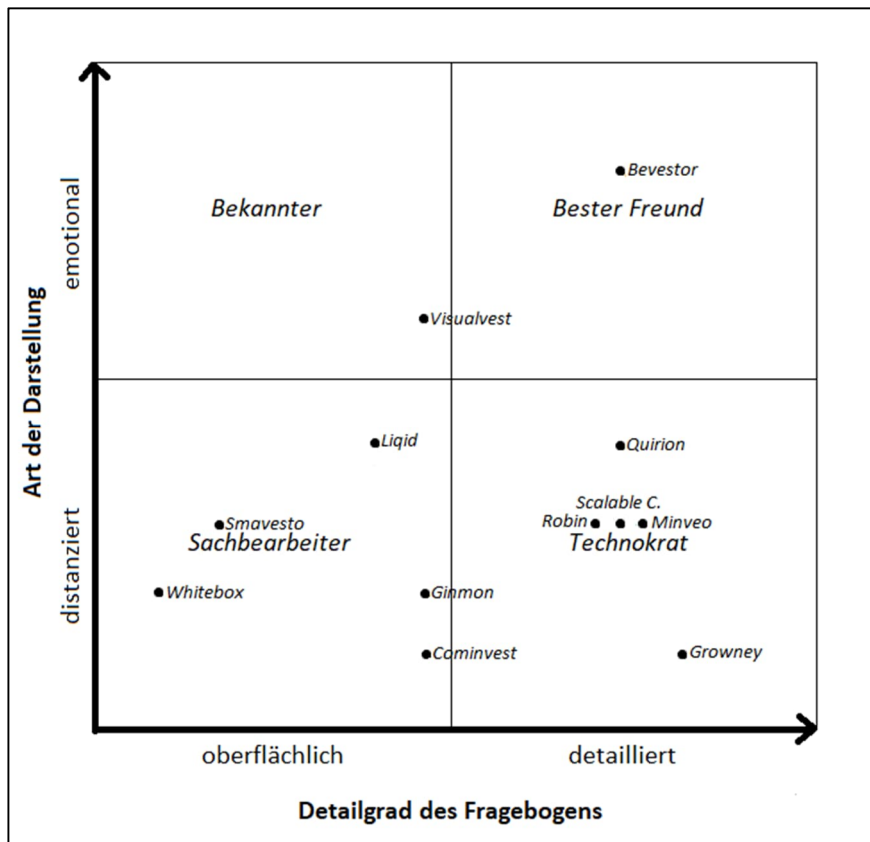 Art der Darstellung
emotional
distanziert
Bekannter
Bester Freund
Bevestor
Visualvest
Liqid
Quirion
Scalable C.
Smavesto
Robin
Minveo
Sachbearbeiter
Technokrat
Whitebox
Ginmon
Cominvest
Growney
oberflächlich
detailliert
Detailgrad des Fragebogens